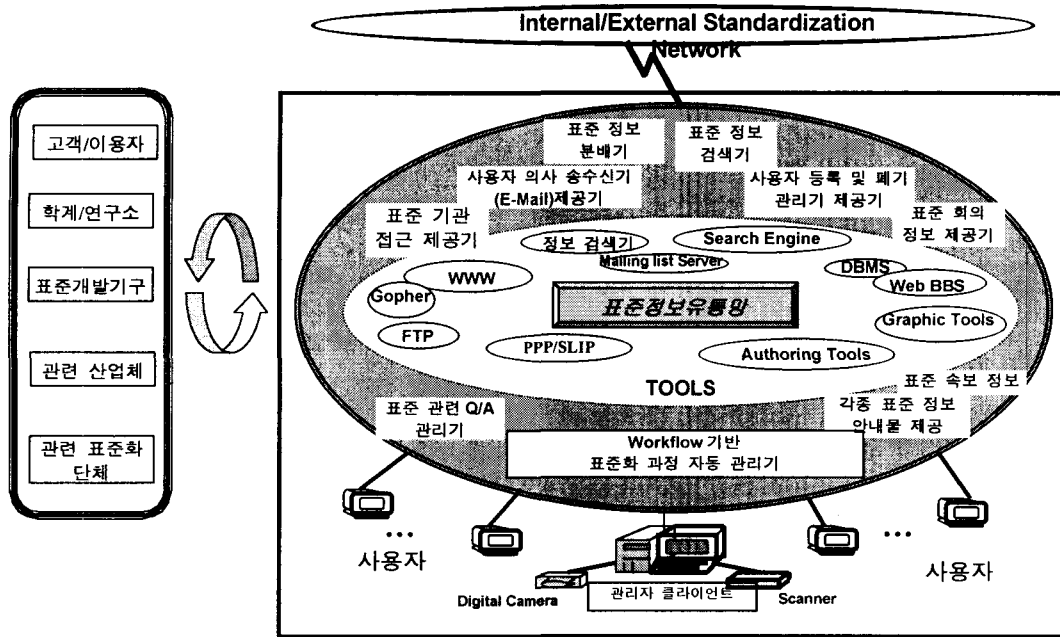 Internal/External Standardization
Network
고객/이용자
학계/연구소
표준개발기구
관련 산업체
관련 표준화
단체
표준 정보
분배기
표준 정보
검색기
사용자 의사 송수신기
(E-Mail)제공기
사용자 등록 및 폐기
관리기 제공기
표준 기관
접근 제공기
표준 회의
정보 제공기
정보 검색기
Search Engine
Mailing list Server
WWW
DBMS
Web BBS
Gopher
표준정보유통망
Graphic Tools
FTP
PPP/SLIP
Authoring Tools
TOOLS
표준 속보 정보
각종 표준 정보
안내물 제공
표준 관련 Q/A
관리기
Workflow 기반
표준화 과정 자동 관리기
...
사용자
...
사용자
Digital Camera
관리자 클라이언트
Scanner